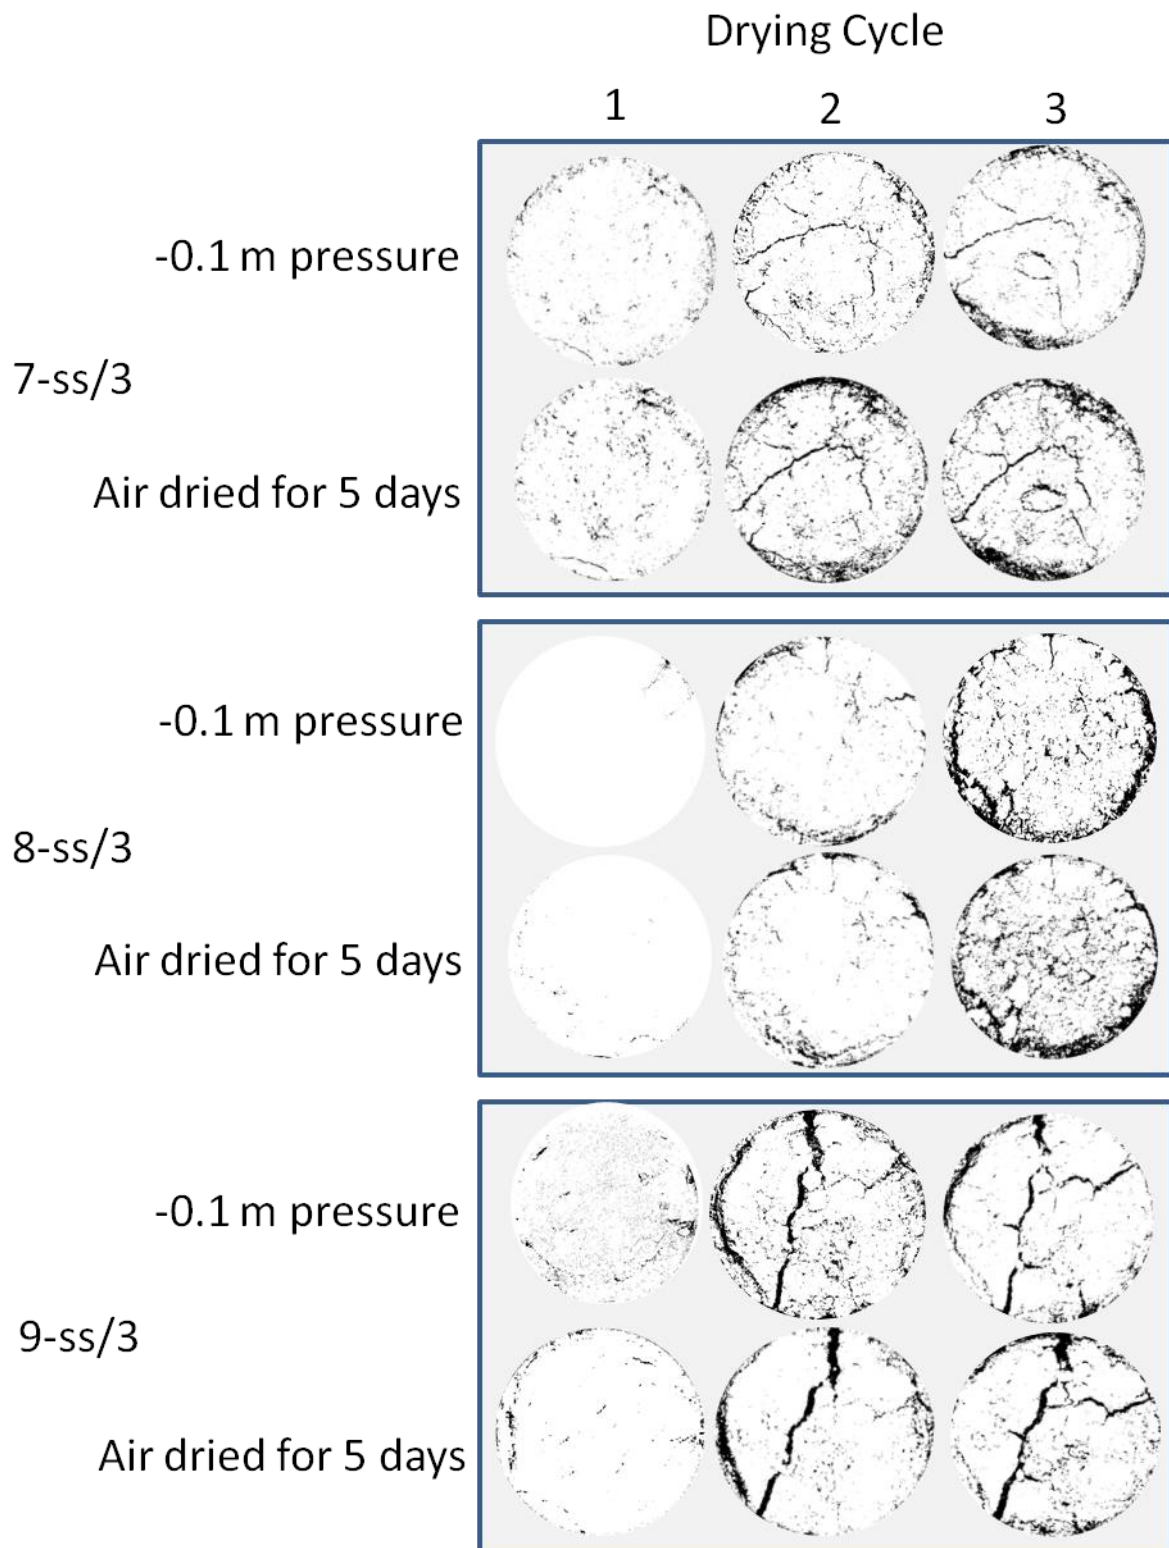 Drying Cycle
1 2 3
-0.1 m pressure
7-ss/3
Air dried for 5 days
-0.1 m pressure
8-ss/3
Air dried for 5 days
-0.1 m pressure
9-ss/3
Air dried for 5 days